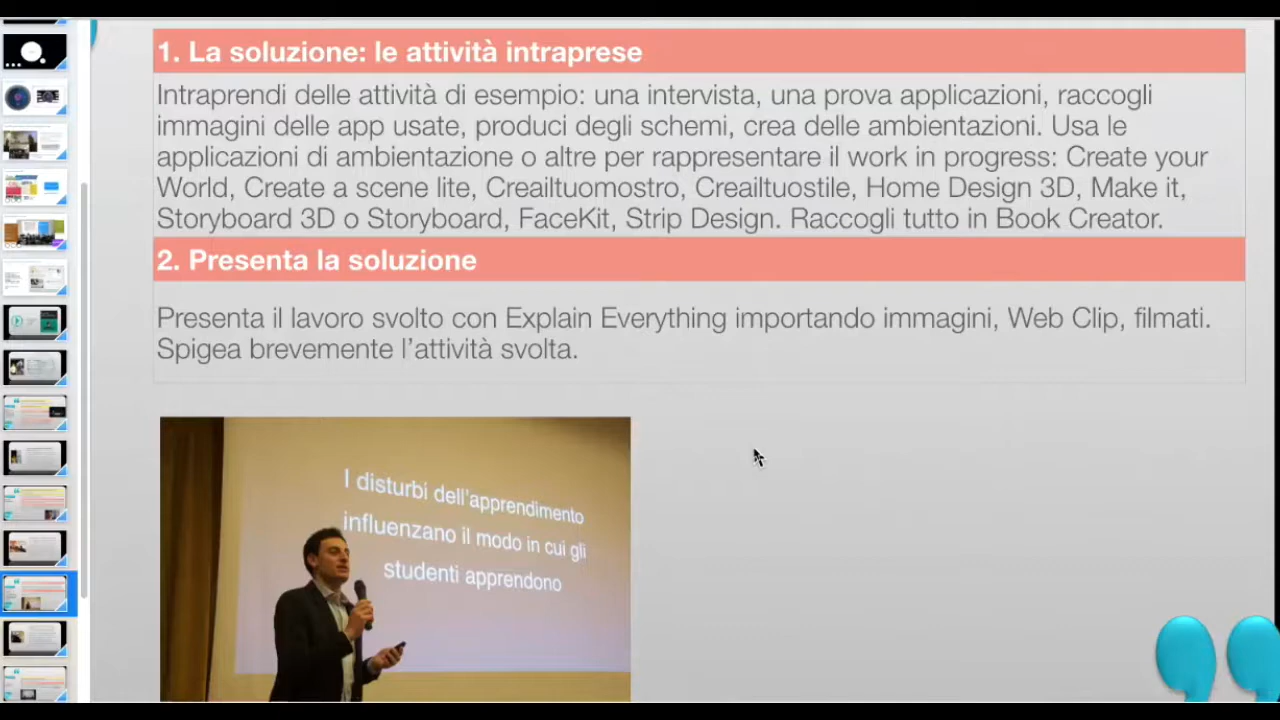 1. La soluzione: le attività intraprese
Intraprendi delle attività di esempio: una intervista, una prova applicazioni, raccogli
immagini delle app usate, produci degli schemi, crea delle ambientazioni. Usa le
applicazioni di ambientazione o altre per rappresentare il work in progress: Create your
World, Create a scene lite, Creailtuomostro, Creailtuostile, Home Design 3D, Make it,
Storyboard 3D o Storyboard, FaceKit, Strip Design. Raccogli tutto in Book Creator.
2. Presenta la soluzione
Presenta il lavoro svolto con Explain Everything importando immagini, Web Clip, filmati.
Spigea brevemente l'attività svolta.
I disturbi dell'apprendimento
influenzano il modo in cui gli
studenti apprendono